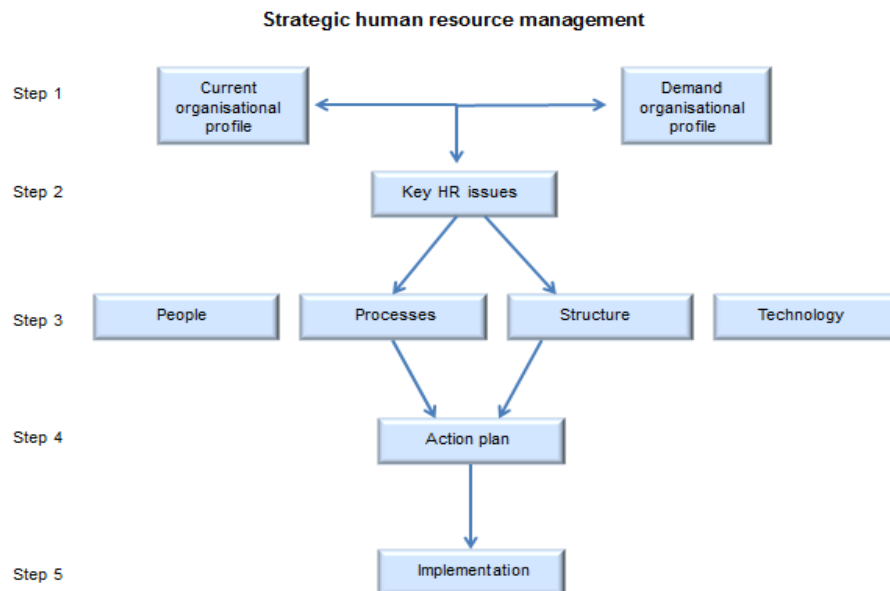 Strategic human resource management
Step 1
Current
organisational
profile
Demand
organisational
profile
Step 2
Key HR issues
Step 3
People
Processes
Structure
Technology
Step 4
Action plan
Step 5
Implementation